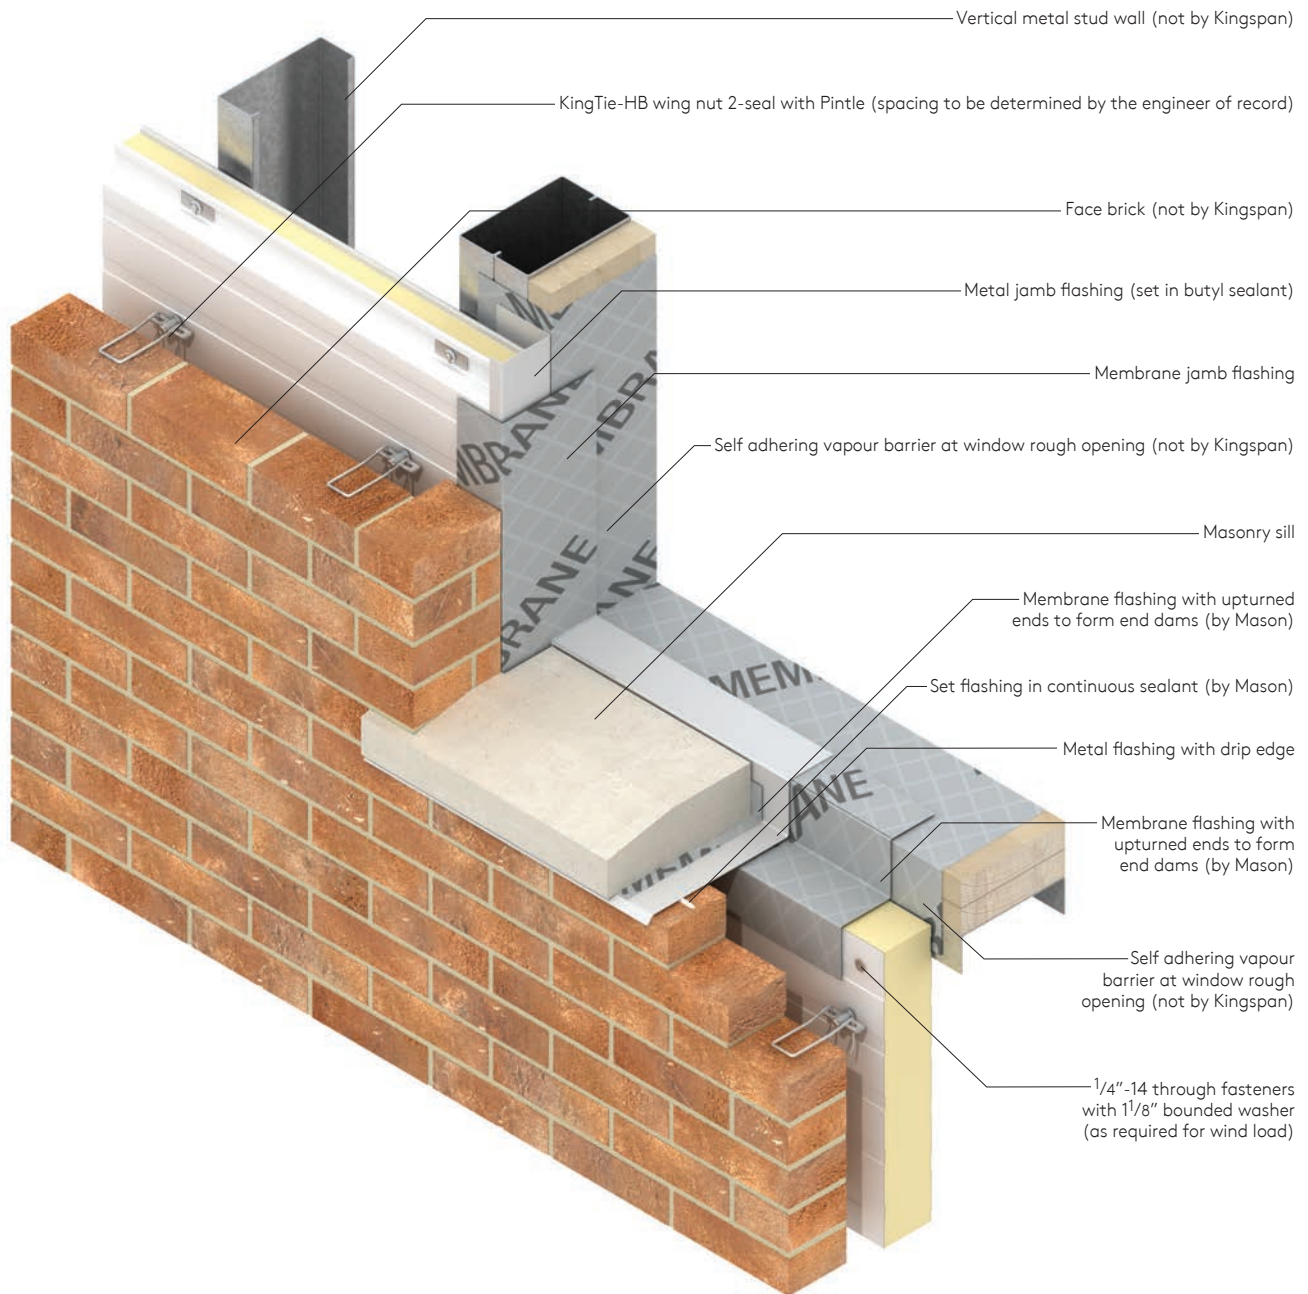 Vertical metal stud wall (not by Kingspan)
KingTie-HB wing nut 2-seal with Pintle (spacing to be determined by the engineer of record)
Face brick (not by Kingspan)
Metal jamb flashing (set in butyl sealant)
Membrane jamb flashing
Self adhering vapour barrier at window rough opening (not by Kingspan)
Masonry sill
Membrane flashing with upturned
ends to form end dams (by Mason)
Set flashing in continuous sealant (by Mason)
Metal flashing with drip edge
Membrane flashing with
upturned ends to form
end dams (by Mason)
Self adhering vapour
barrier at window rough
opening (not by Kingspan)
1/4"-14 through fasteners
with 1 1/8" bounded washer
(as required for wind load)
M
MBRANE
MBRA
BRANE
ANE
MEM
ANE
MEM